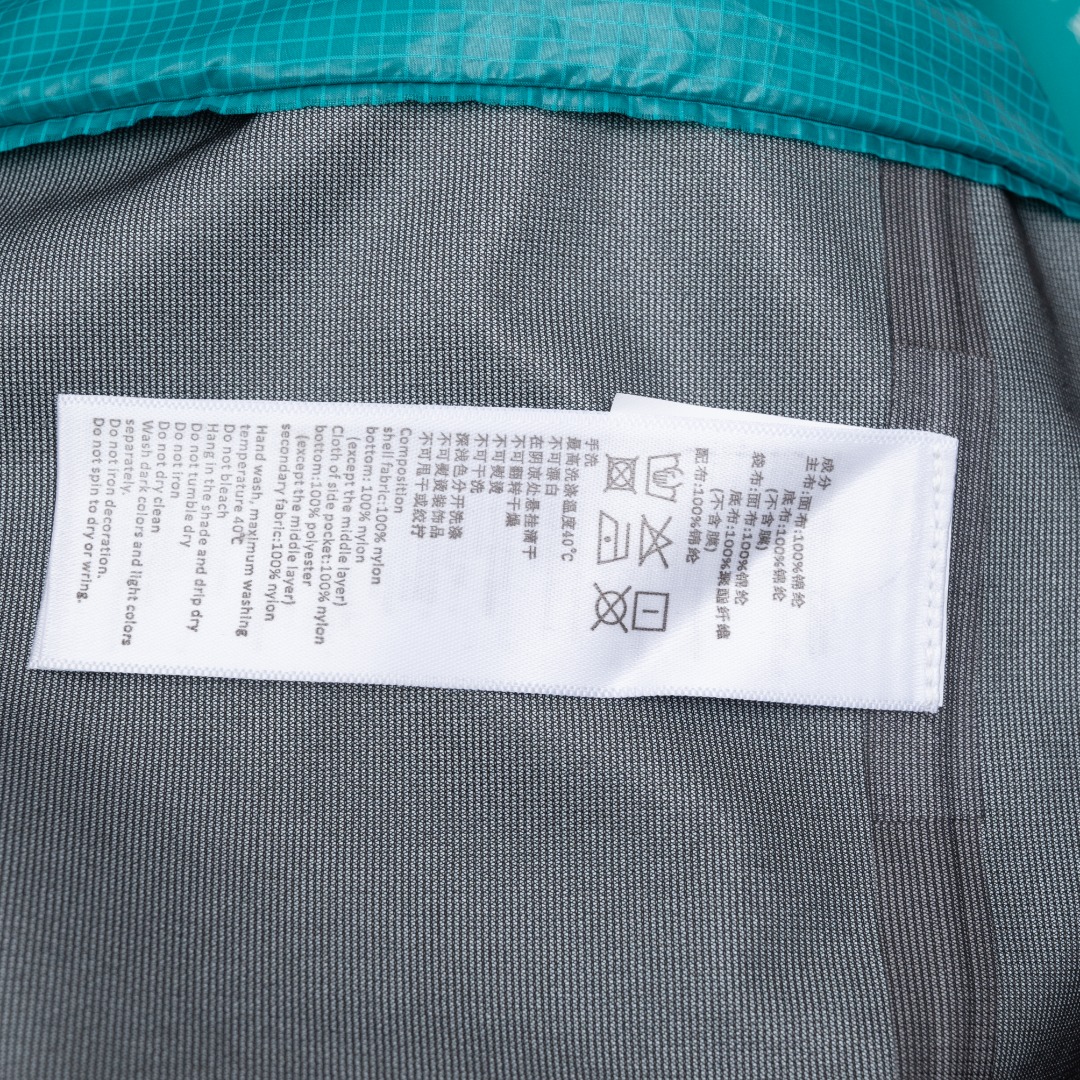 成分
主布:面布:100%锦纶
底布:100%锦纶
(不含膜)
袋布:面布:100%锦纶
底布:100%聚酯纤维
(不含膜)
配布:100%锦纶
手洗
最高洗涤温度40℃
不可漂白
在阴凉处悬挂滴干
不可翻转干燥
不可熨烫
不可干洗
深浅色分开洗涤
不可熨烫装饰品
不可甩干或绞拧
Composition
shell fabric:100% nylon
bottom: 100% nylon
(except the middle layer)
Cloth of side pocket:100% nylon
bottom:100% polyester
(except the middle layer)
secondary fabric:100% nylon
Hand wash, maximum washing
temperature 40℃
Do not bleach
Hang in the shade and drip dry
Do not tumble dry
Do not iron
Do not dry clean
Wash dark colors and light colors
separately.
Do not iron decoration.
Do not spin to dry or wring.